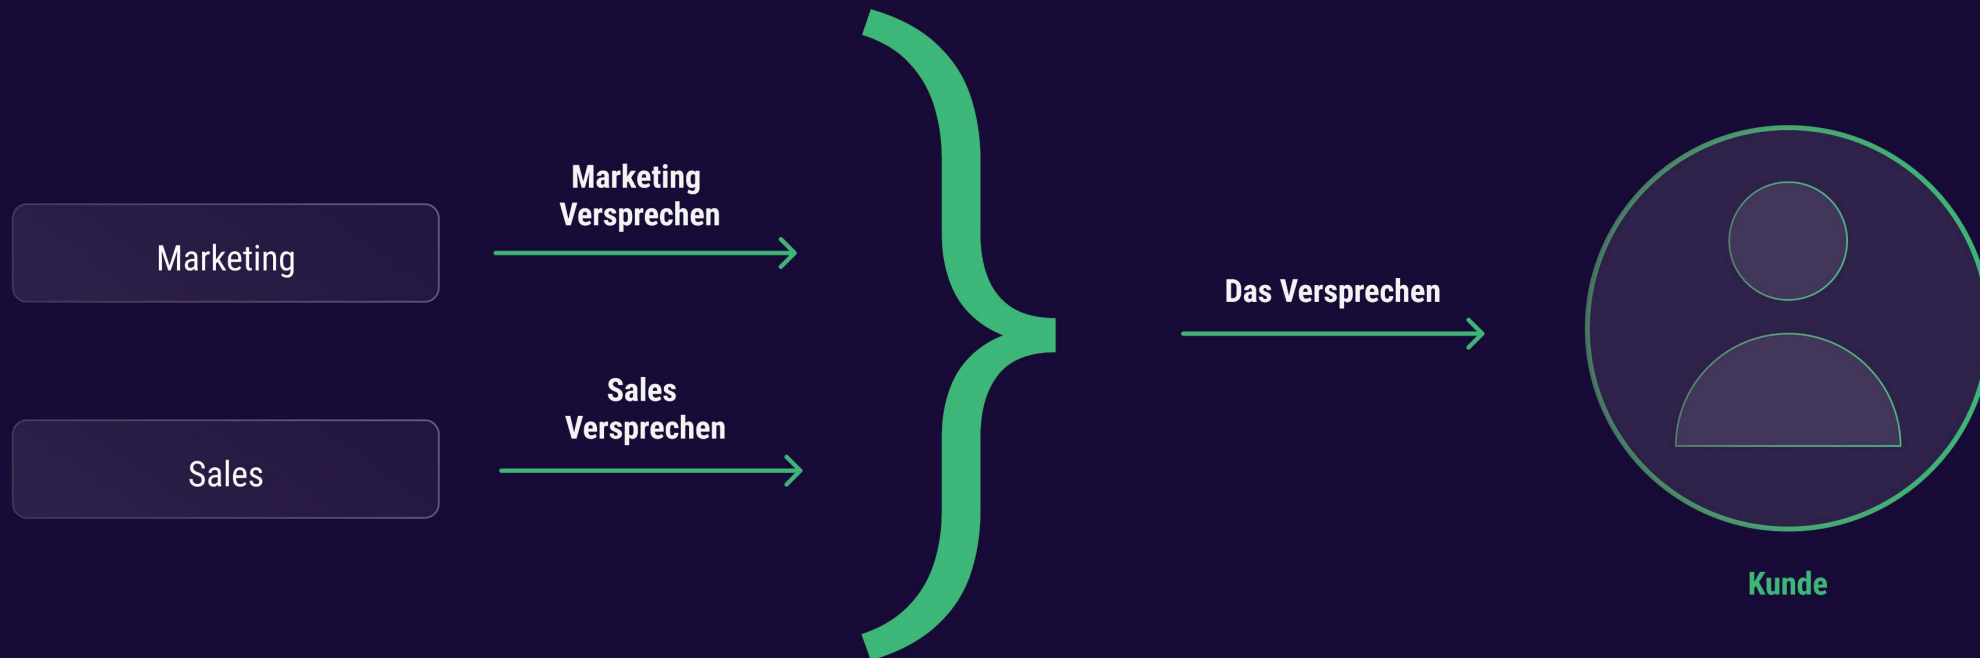 Marketing
Marketing
Versprechen
Sales
Sales
Versprechen
Das Versprechen
Kunde